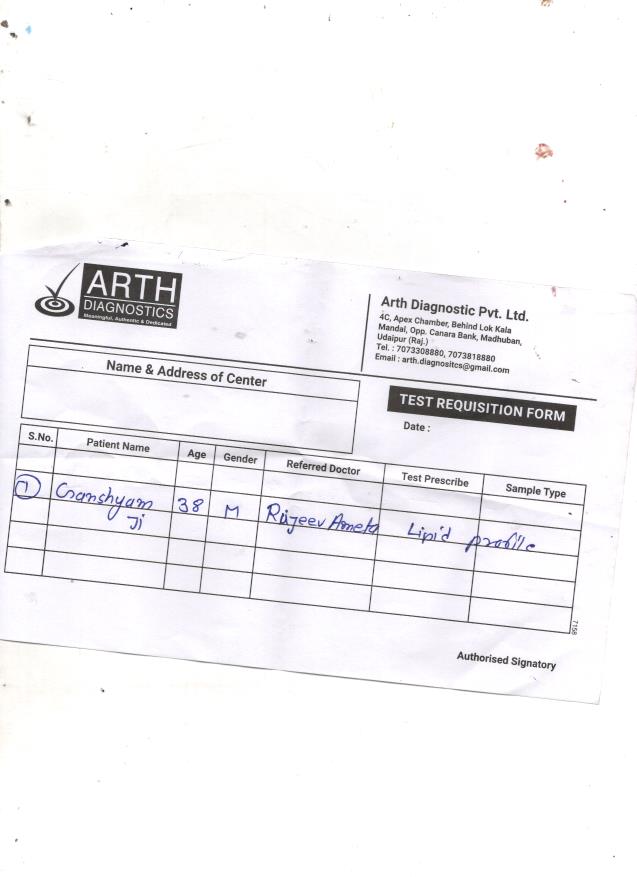 ARTH
DIAGNOSTICS
Meaningful, Authentic & Dedicated
Arth Diagnostic Pvt. Ltd.
4C, Apex Chamber, Behind Lok Kala
Mandal, Opp. Canara Bank, Madhuban,
Udaipur (Raj.)
Tel. : 7073308880, 7073818880
Email : arth.diagnositcs@gmail.com
Name & Address of Center
TEST REQUISITION FORM
Date :
S.No. Patient Name Age Gender Referred Doctor Test Prescribe Sample Type
1 Ganshyam 38 M Rajeev Ameta Lipid profile
Ji
7158
Authorised Signatory